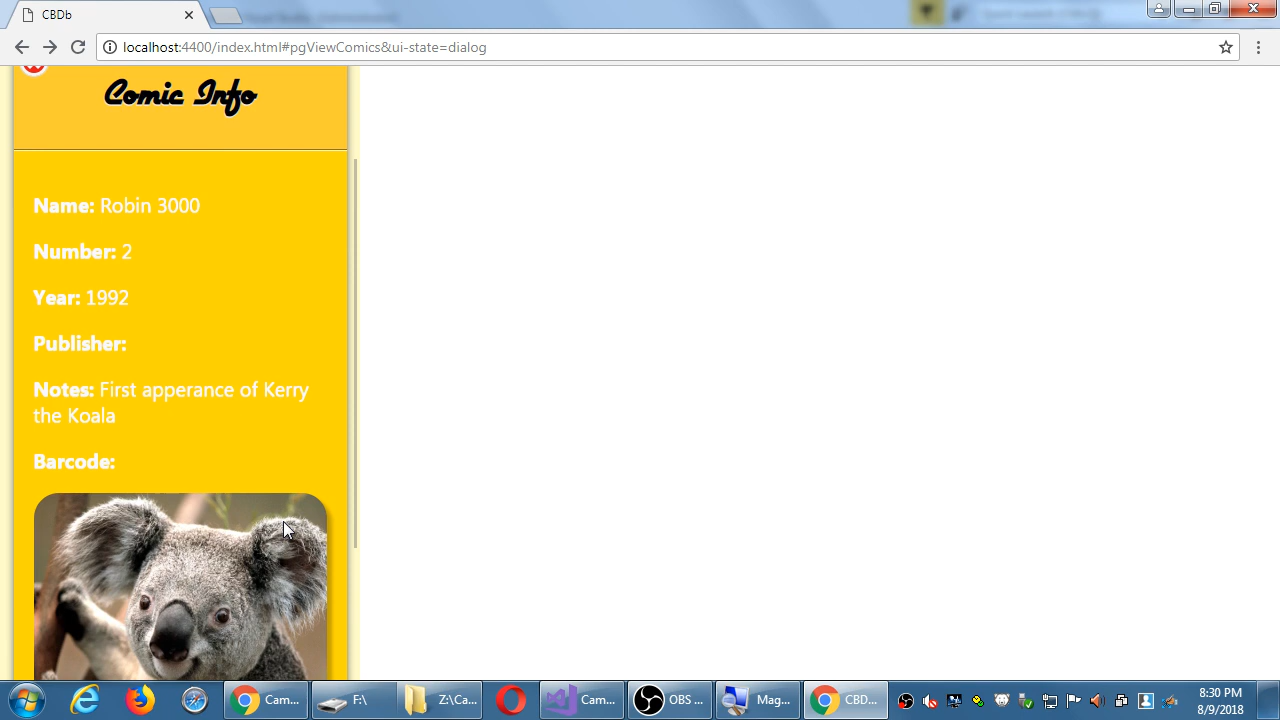 CBDb
localhost:4400/index.html#pgViewComics&ui-state=dialog
Comic Info
Name: Robin 3000
Number: 2
Year: 1992
Publisher:
Notes: First apperance of Kerry
the Koala
Barcode:
Cam...
F:\
Z:\Ca...
Cam...
OBS ...
Mag...
CBD...
8:30 PM
8/9/2018